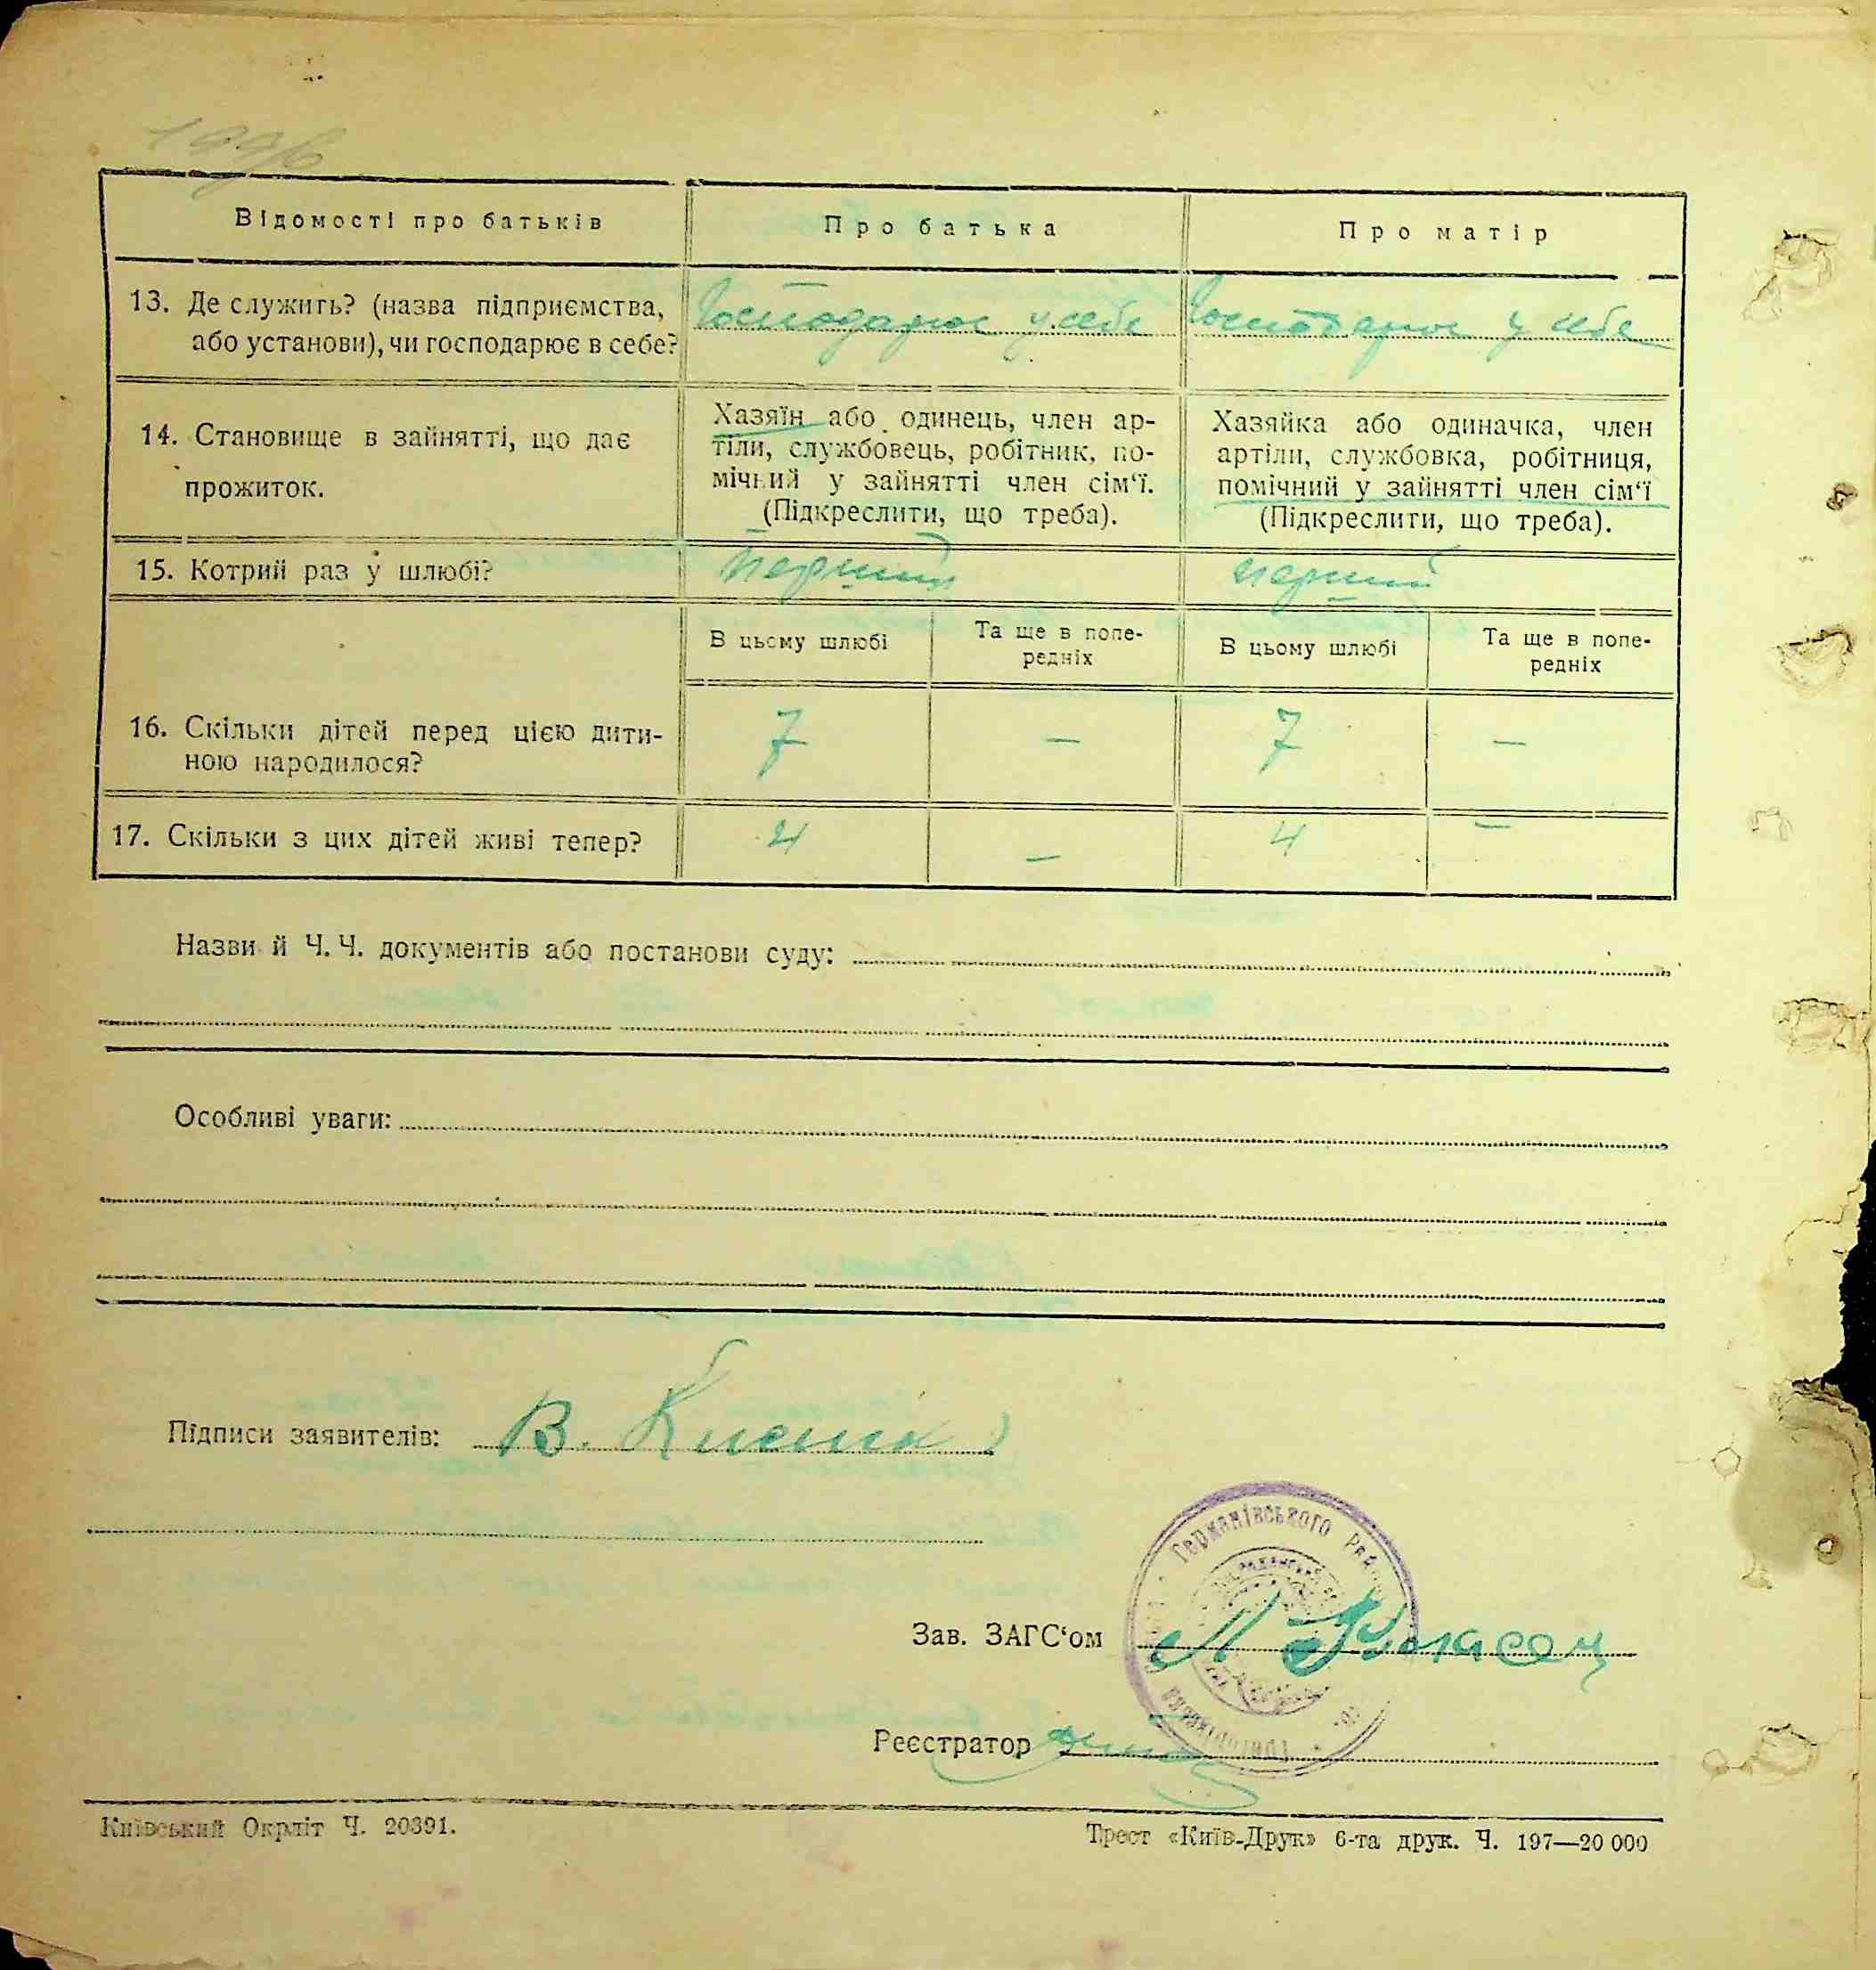 Відомості про батьків
Про батька
Про матір
13. Де служить? (назва підприємства,
або установи), чи господарює в себе?
Господарює у себе
Господарює у себе
14. Становище в зайнятті, що дає
прожиток.
Хазяїн або одинець, член ар-
тіли, службовець, робітник, по-
мічний у зайнятті член сім‘ї.
(Підкреслити, що треба).
Хазяйка або одиначка, член
артіли, службовка, робітниця,
помічний у зайнятті член сім‘ї
(Підкреслити, що треба).
15. Котрий раз у шлюбі?
перший
перший
В цьому шлюбі
Та ще в попе-
редніх
В цьому шлюбі
Та ще в попе-
редніх
16. Скільки дітей перед цією дити-
ною народилося?
7
—
7
—
17. Скільки з цих дітей живі тепер?
4
—
4
—
Назви й Ч. Ч. документів або постанови суду:
Особливі уваги:
Підписи заявителів: В.
Зав. ЗАГС‘ом
Германівського
Реєстратор
Київський Окрліт Ч. 20391.
Трест «Київ-Друк» 6-та друк. Ч. 197—20 000